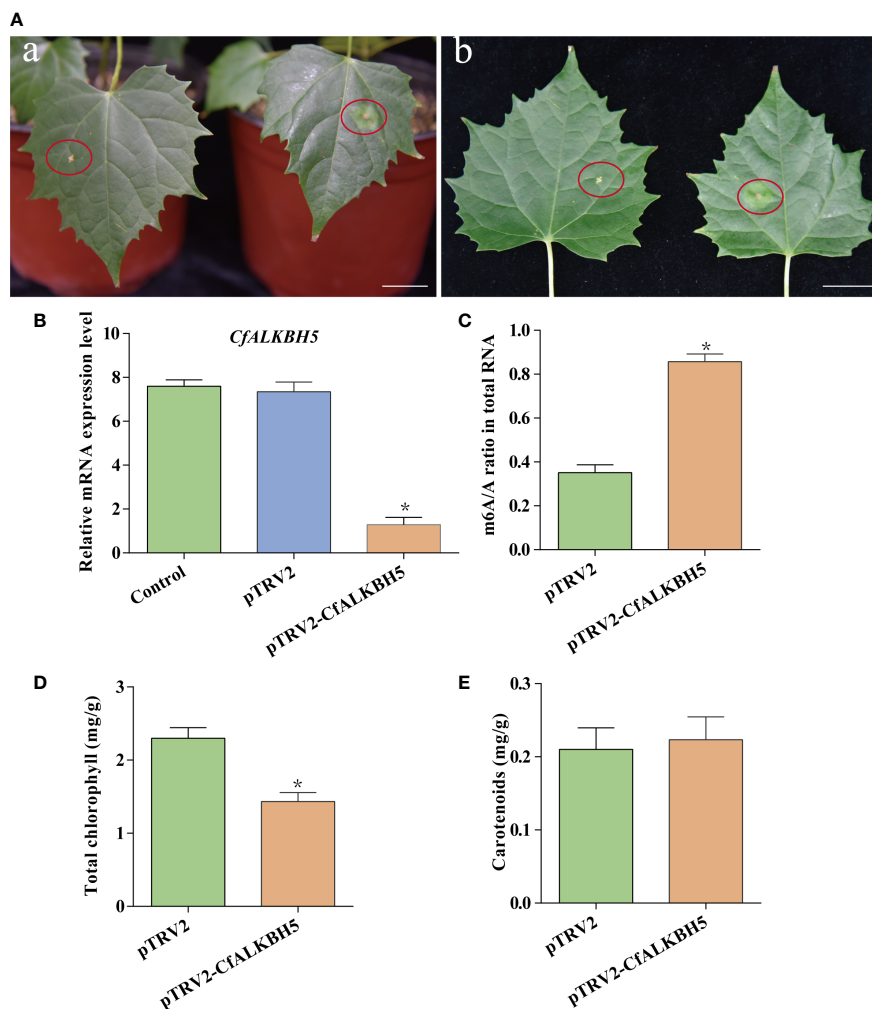 A
a
b
B
CfALKBH5
Relative mRNA expression level
10
8
6
4
2
0
*
Control
pTRV2
pTRV2-CfALKBH5
C
m6A/A ratio in total RNA
1.0
0.8
0.6
0.4
0.2
0.0
*
pTRV2
pTRV2-CfALKBH5
D
Total chlorophyll (mg/g)
3
2
1
0
*
pTRV2
pTRV2-CfALKBH5
E
Carotenoids (mg/g)
0.3
0.2
0.1
0.0
pTRV2
pTRV2-CfALKBH5